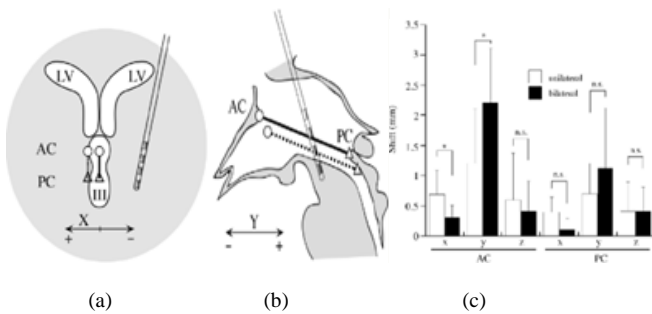 LV LV
AC
PC
III
X
+ -
(a)
AC
PC
Y
- +
(b)
Shift (mm)
3.5
3
2.5
2
1.5
1
0.5
0
unilateral
bilateral
*
*
n.s.
n.s.
n.s.
n.s.
x y z x y z
AC PC
(c)